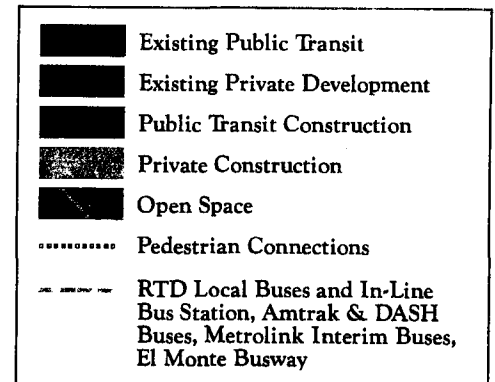 Existing Public Transit
Existing Private Development
Public Transit Construction
Private Construction
Open Space
Pedestrian Connections
RTD Local Buses and In-Line
Bus Station, Amtrak & DASH
Buses, Metrolink Interim Buses,
El Monte Busway